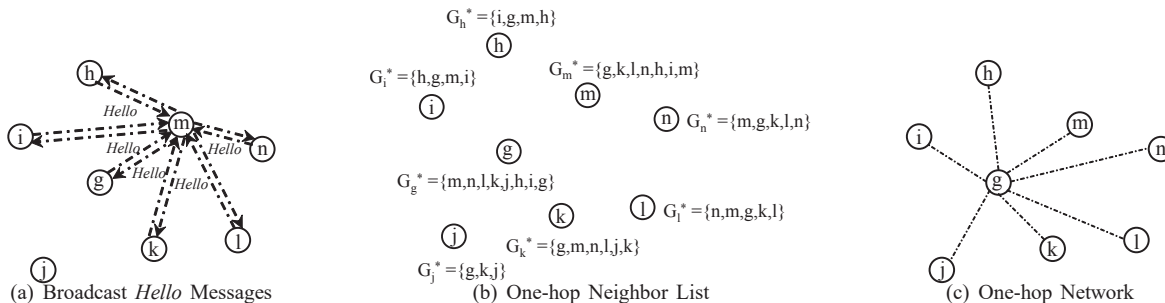 h
Hello
m
i
Hello
Hello
n
Hello
g
Hello
k
l
j
(a) Broadcast Hello Messages
G_h*={i,g,m,h}
h
G_i*={h,g,m,i}
G_m*={g,k,l,n,h,i,m}
i
m
n
G_n*={m,g,k,l,n}
g
G_g*={m,n,l,k,j,h,i,g}
k
l
G_l*={n,m,g,k,l}
j
G_k*={g,m,n,l,j,k}
G_j*={g,k,j}
(b) One-hop Neighbor List
h
m
i
n
g
k
l
j
(c) One-hop Network